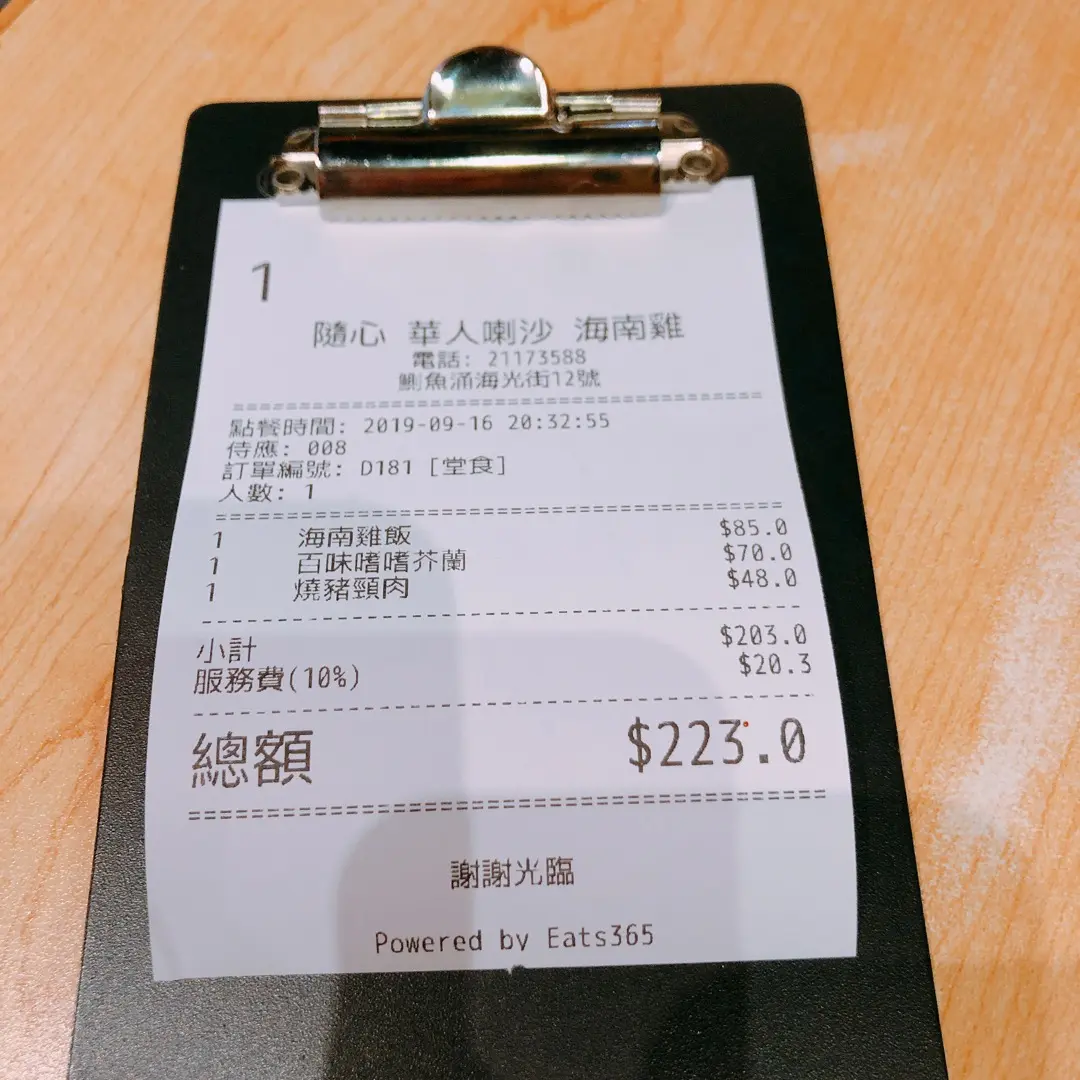 1
隨心 華人喇沙 海南雞
電話: 21173588
鰂魚涌海光街12號
點餐時間: 2019-09-16 20:32:55
侍應: 008
訂單編號: D181 [堂食]
人數: 1
1 海南雞飯 $85.0
1 百味嗜嗜芥蘭 $70.0
1 燒豬頸肉 $48.0
小計 $203.0
服務費(10%) $20.3
總額 $223.0
謝謝光臨
Powered by Eats365